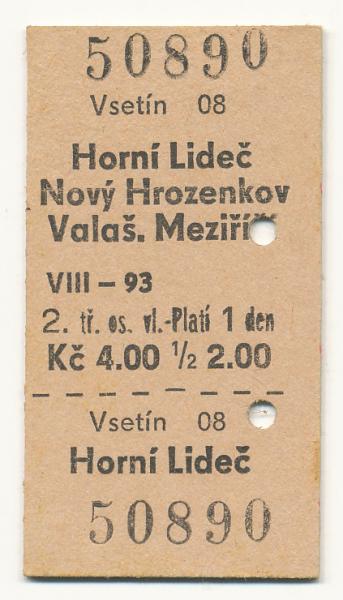 50890
Vsetín 08
Horní Lideč
Nový Hrozenkov
Valaš. Meziříčí
VIII – 93
2. tř. os. vl.-Platí 1 den
Kč 4.00 ½ 2.00
Vsetín 08
Horní Lideč
50890